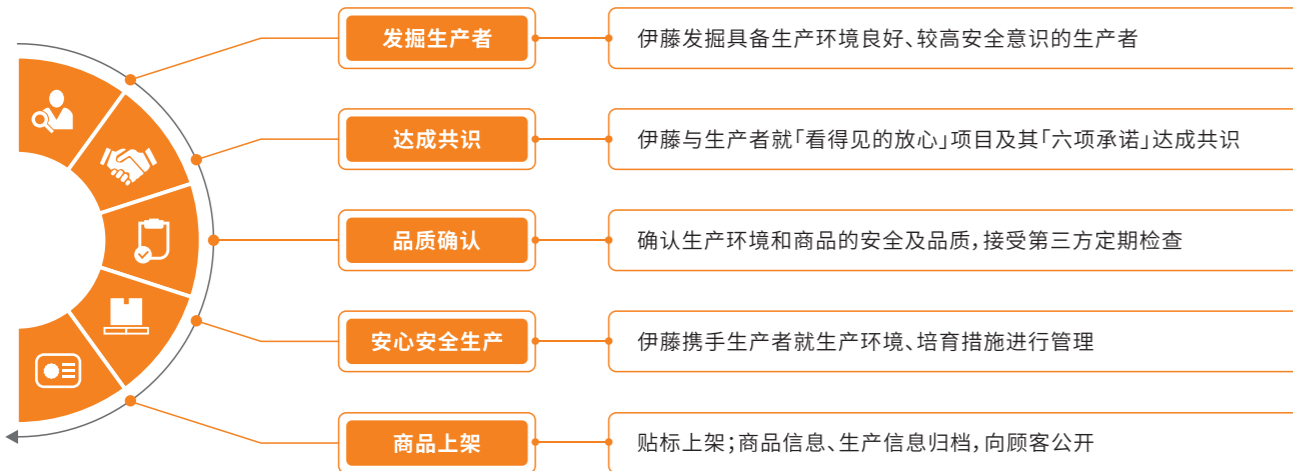 发掘生产者
伊藤发掘具备生产环境良好、较高安全意识的生产者
达成共识
伊藤与生产者就「看得见的放心」项目及其「六项承诺」达成共识
品质确认
确认生产环境和商品的安全及品质，接受第三方定期检查
安心安全生产
伊藤携手生产者就生产环境、培育措施进行管理
商品上架
贴标上架；商品信息、生产信息归档，向顾客公开